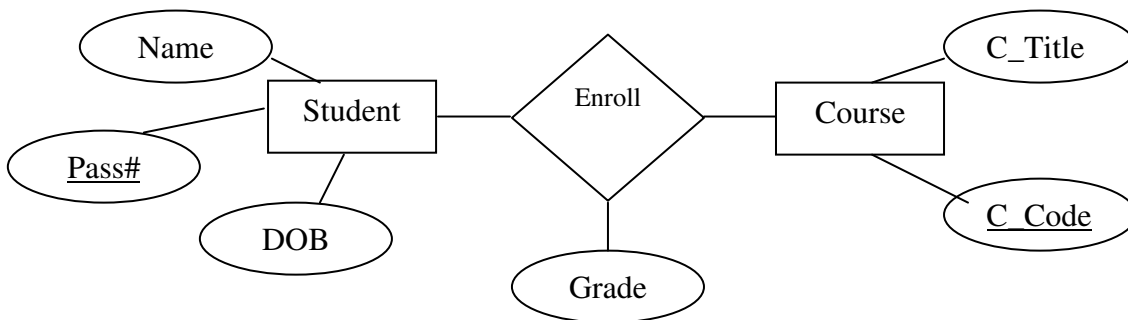 Name
C_Title
Enroll
Student
Course
Pass#
C_Code
DOB
Grade